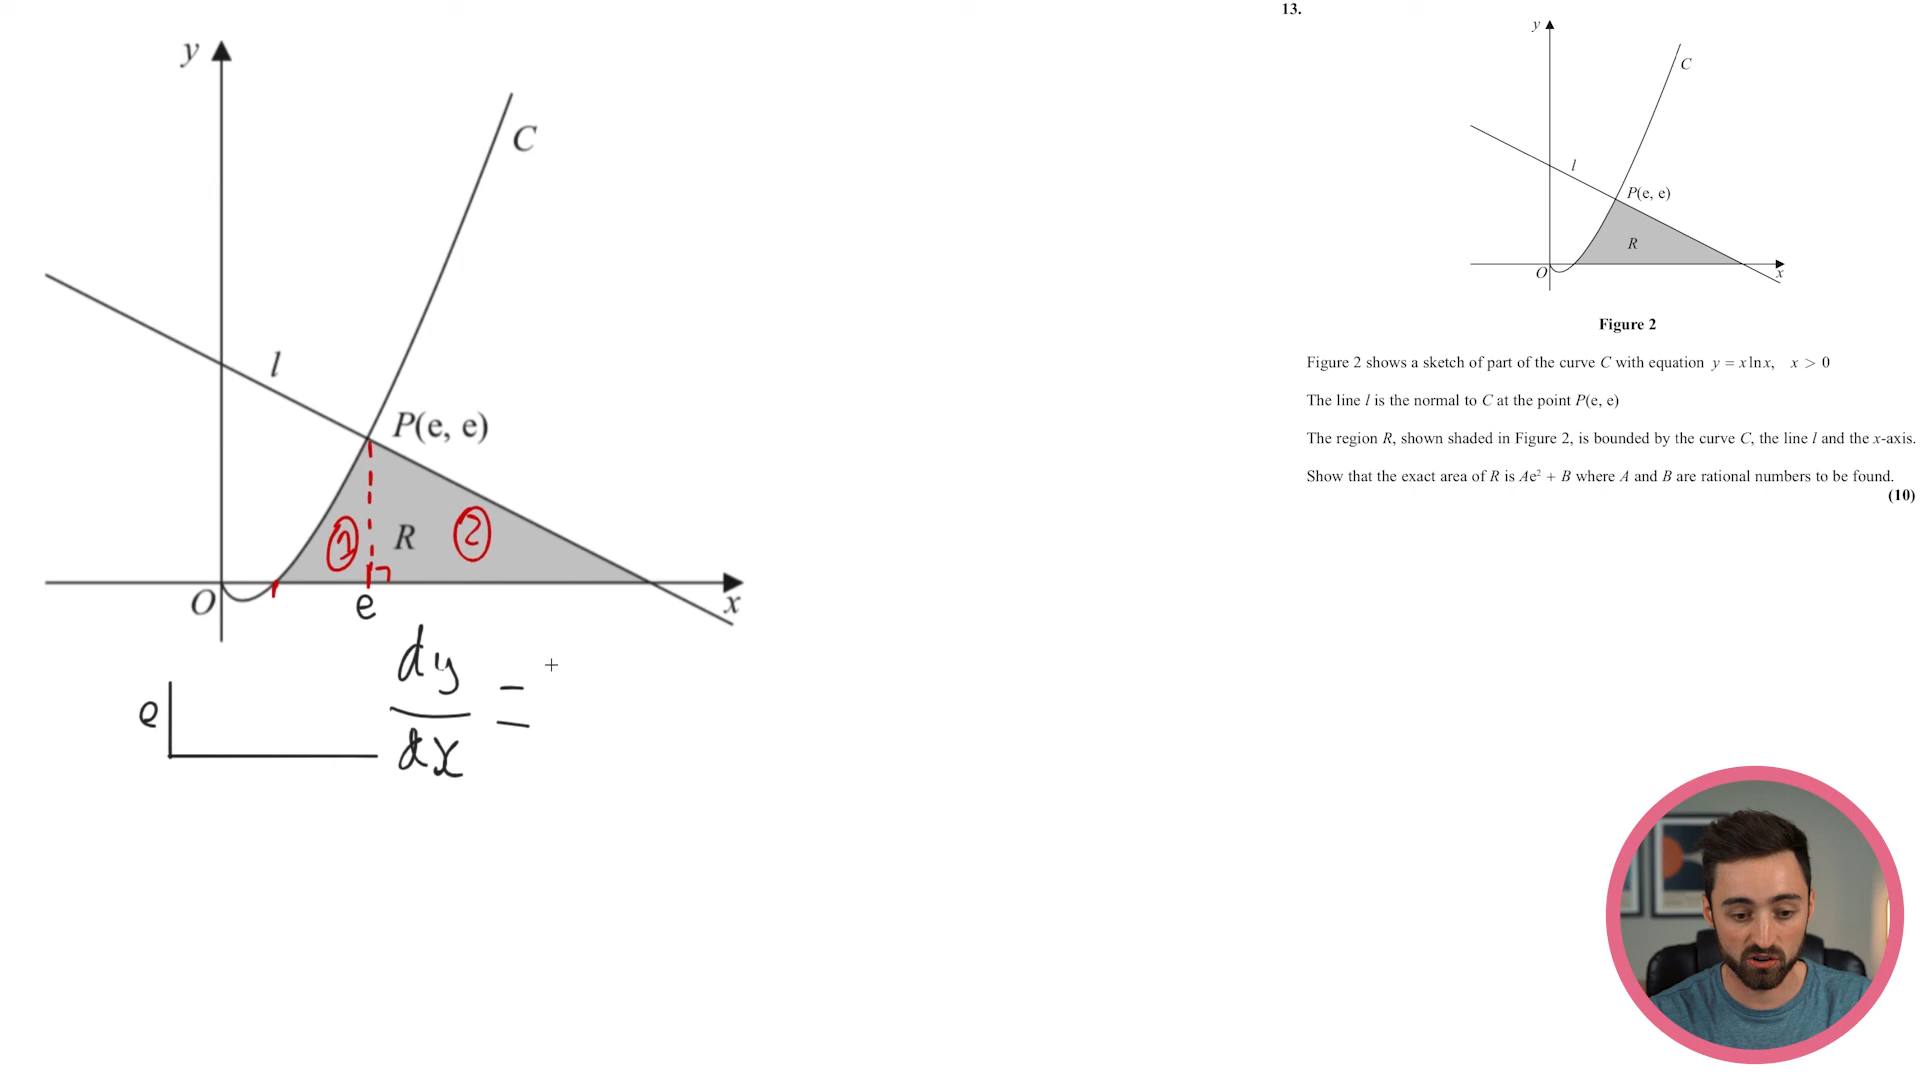 13.
y
C
l
P(e, e)
R
O
x
Figure 2
Figure 2 shows a sketch of part of the curve C with equation y = x ln x, x > 0
The line l is the normal to C at the point P(e, e)
The region R, shown shaded in Figure 2, is bounded by the curve C, the line l and the x-axis.
Show that the exact area of R is Ae² + B where A and B are rational numbers to be found.
(10)
y
C
l
P(e, e)
① R ②
O
e
x
e
dy/dx =